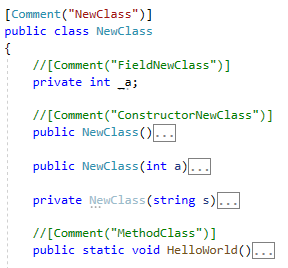 [Comment("NewClass")]
public class NewClass
{
//[Comment("FieldNewClass")]
private int _a;
//[Comment("ConstructorNewClass")]
public NewClass()...
public NewClass(int a)...
private NewClass(string s)...
//[Comment("MethodClass")]
public static void HelloWorld()...